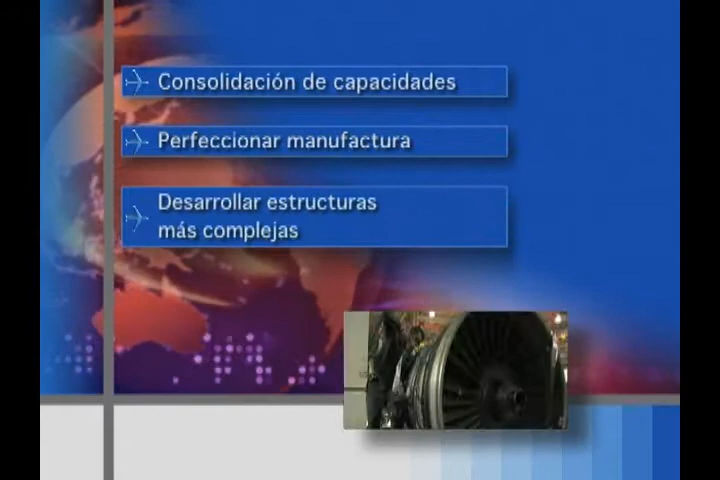 Consolidación de capacidades
Perfeccionar manufactura
Desarrollar estructuras
más complejas